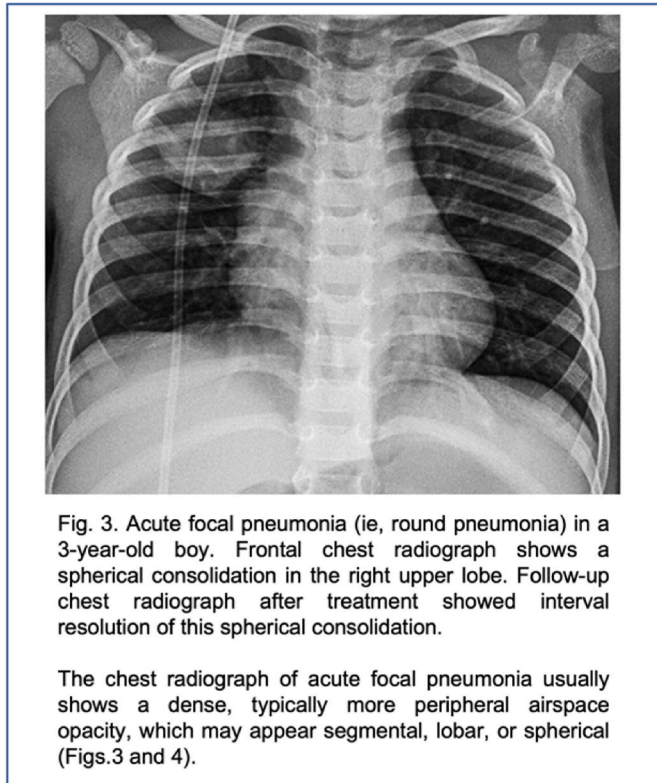 Fig. 3. Acute focal pneumonia (ie, round pneumonia) in a
3-year-old boy. Frontal chest radiograph shows a
spherical consolidation in the right upper lobe. Follow-up
chest radiograph after treatment showed interval
resolution of this spherical consolidation.
The chest radiograph of acute focal pneumonia usually
shows a dense, typically more peripheral airspace
opacity, which may appear segmental, lobar, or spherical
(Figs.3 and 4).